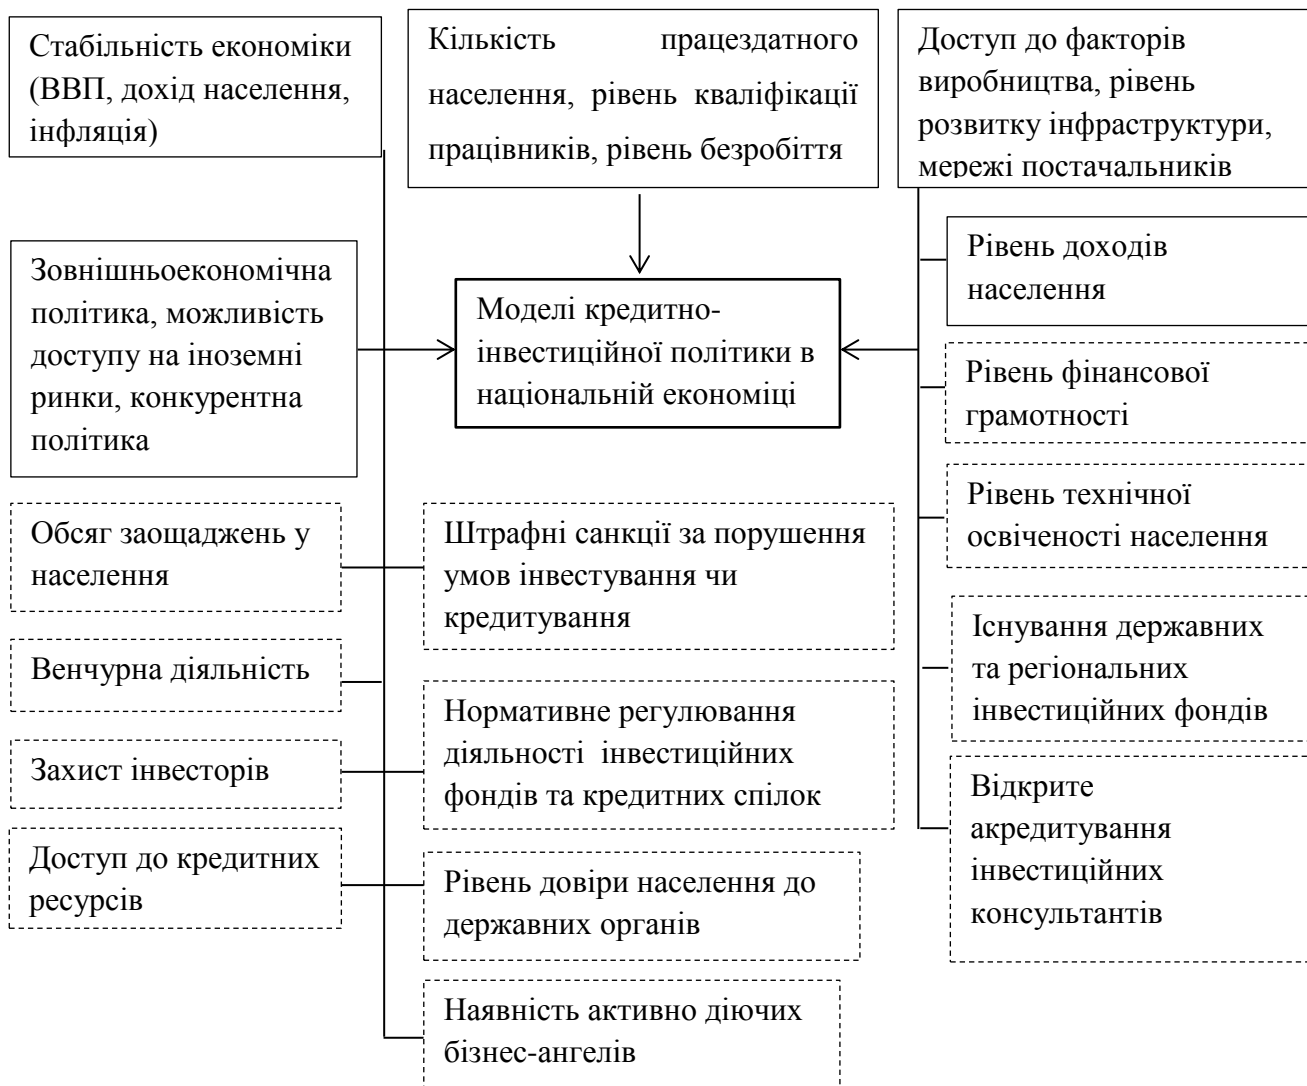 Стабільність економіки
(ВВП, дохід населення,
інфляція)
Кількість працездатного
населення, рівень кваліфікації
працівників, рівень безробіття
Доступ до факторів
виробництва, рівень
розвитку інфраструктури,
мережі постачальників
Зовнішньоекономічна
політика, можливість
доступу на іноземні
ринки, конкурентна
політика
Моделі кредитно-
інвестиційної політики в
національній економіці
Рівень доходів
населення
Рівень фінансової
грамотності
Рівень технічної
освіченості населення
Існування державних
та регіональних
інвестиційних фондів
Відкрите
акредитування
інвестиційних
консультантів
Обсяг заощаджень у
населення
Венчурна діяльність
Захист інвесторів
Доступ до кредитних
ресурсів
Штрафні санкції за порушення
умов інвестування чи
кредитування
Нормативне регулювання
діяльності інвестиційних
фондів та кредитних спілок
Рівень довіри населення до
державних органів
Наявність активно діючих
бізнес-ангелів